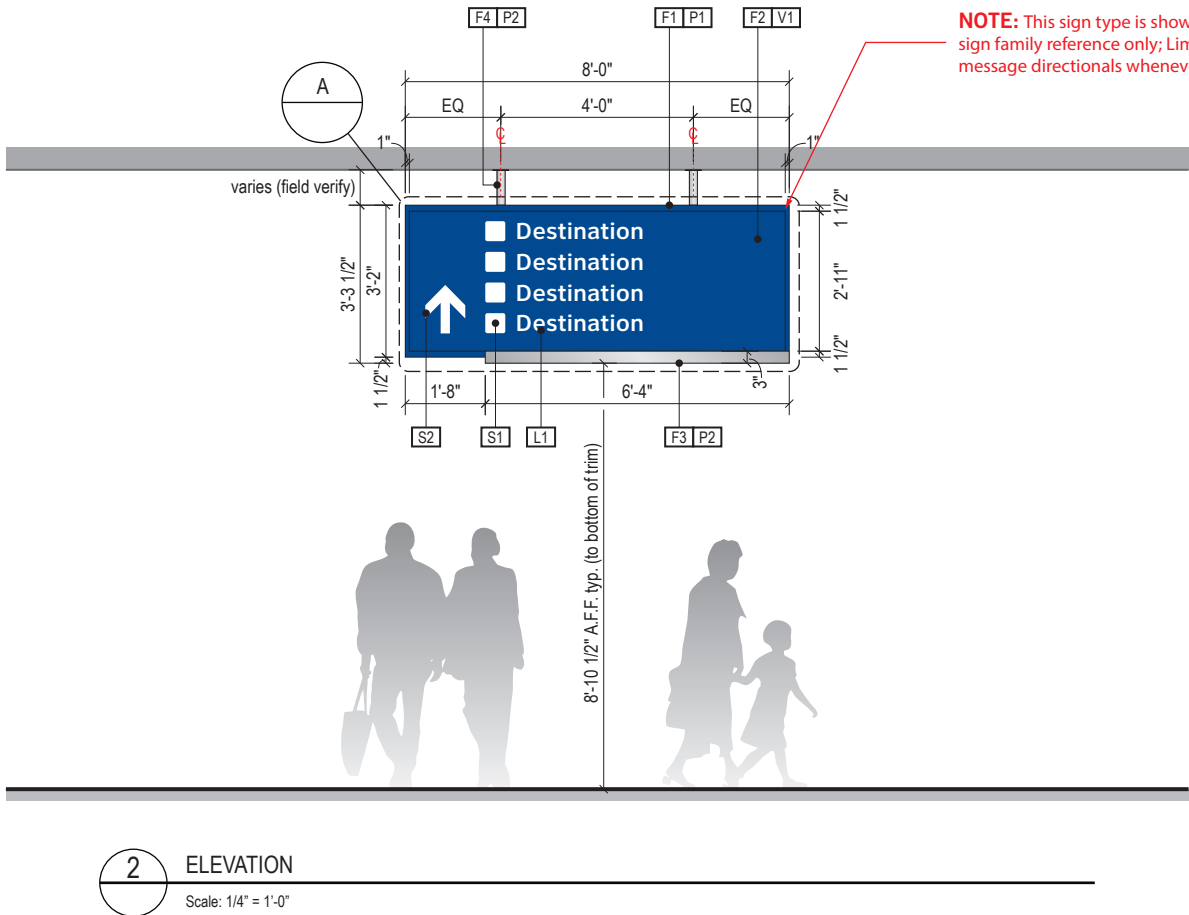 F4 P2
F1 P1
F2 V1
NOTE: This sign type is show
sign family reference only; Lim
message directionals wheneve
8'-0"
A
EQ
4'-0"
EQ
1"
℄
℄
1"
varies (field verify)
1 1/2"
3'-3 1/2"
3'-2"
2'-11"
1 1/2"
1 1/2"
3"
Destination
Destination
Destination
Destination
1'-8"
6'-4"
S2
S1
L1
F3 P2
8'-10 1/2" A.F.F. typ. (to bottom of trim)
2
ELEVATION
Scale: 1/4" = 1'-0"